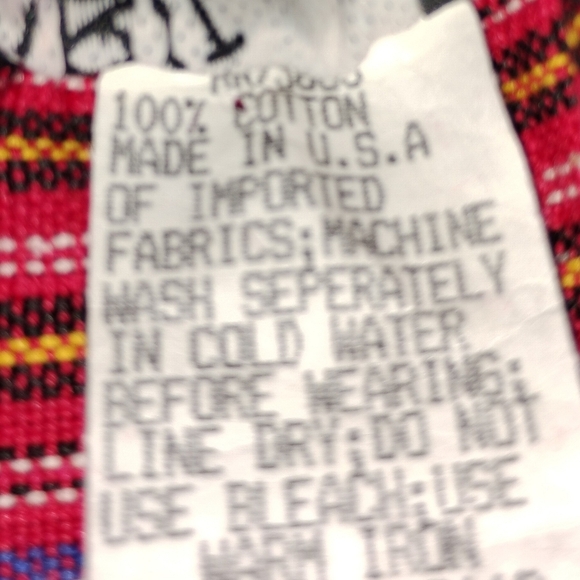 100% COTTON
MADE IN U.S.A
OF IMPORTED
FABRICS;MACHINE
WASH SEPERATELY
IN COLD WATER
BEFORE WEARING;
LINE DRY;DO NOT
USE BLEACH;USE
WARM IRON